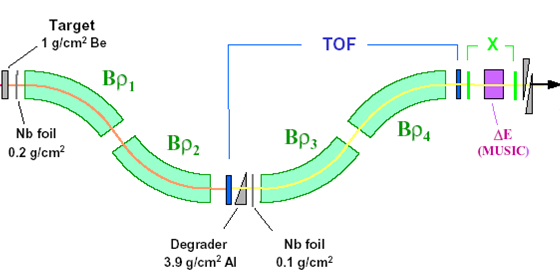 Target
1 g/cm² Be
Bρ₁
TOF
X
Nb foil
0.2 g/cm²
Bρ₂
Bρ₃
Bρ₄
ΔE
(MUSIC)
Degrader
3.9 g/cm² Al
Nb foil
0.1 g/cm²